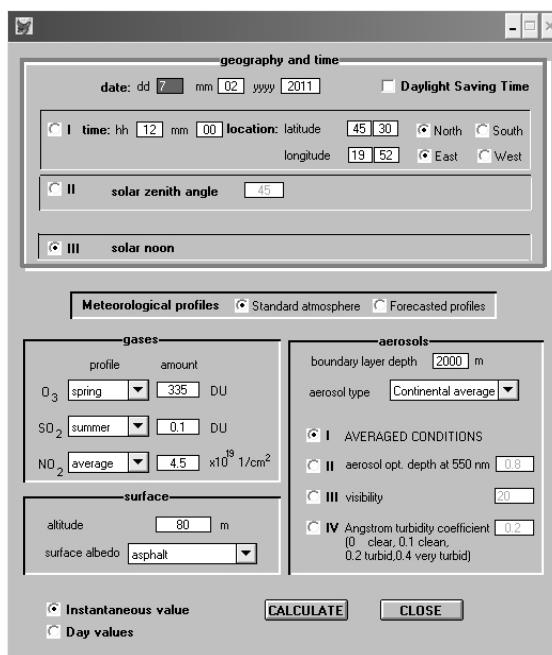 geography and time
date: dd 7 mm 02 yyyy 2011 Daylight Saving Time
I time: hh 12 mm 00 location: latitude 45 30 North South
longitude 19 52 East West
II solar zenith angle 45
III solar noon
Meteorological profiles Standard atmosphere Forecasted profiles
gases
profile amount
O3 spring 335 DU
SO2 summer 0.1 DU
NO2 average 4.5 x10^19 1/cm^2
surface
altitude 80 m
surface albedo asphalt
aerosols
boundary layer depth 2000 m
aerosol type Continental average
I AVERAGED CONDITIONS
II aerosol opt. depth at 550 nm 0.8
III visibility 20
IV Angstrom turbidity coefficient 0.2
(0 clear, 0.1 clean,
0.2 turbid,0.4 very turbid)
Instantaneous value
Day values
CALCULATE CLOSE